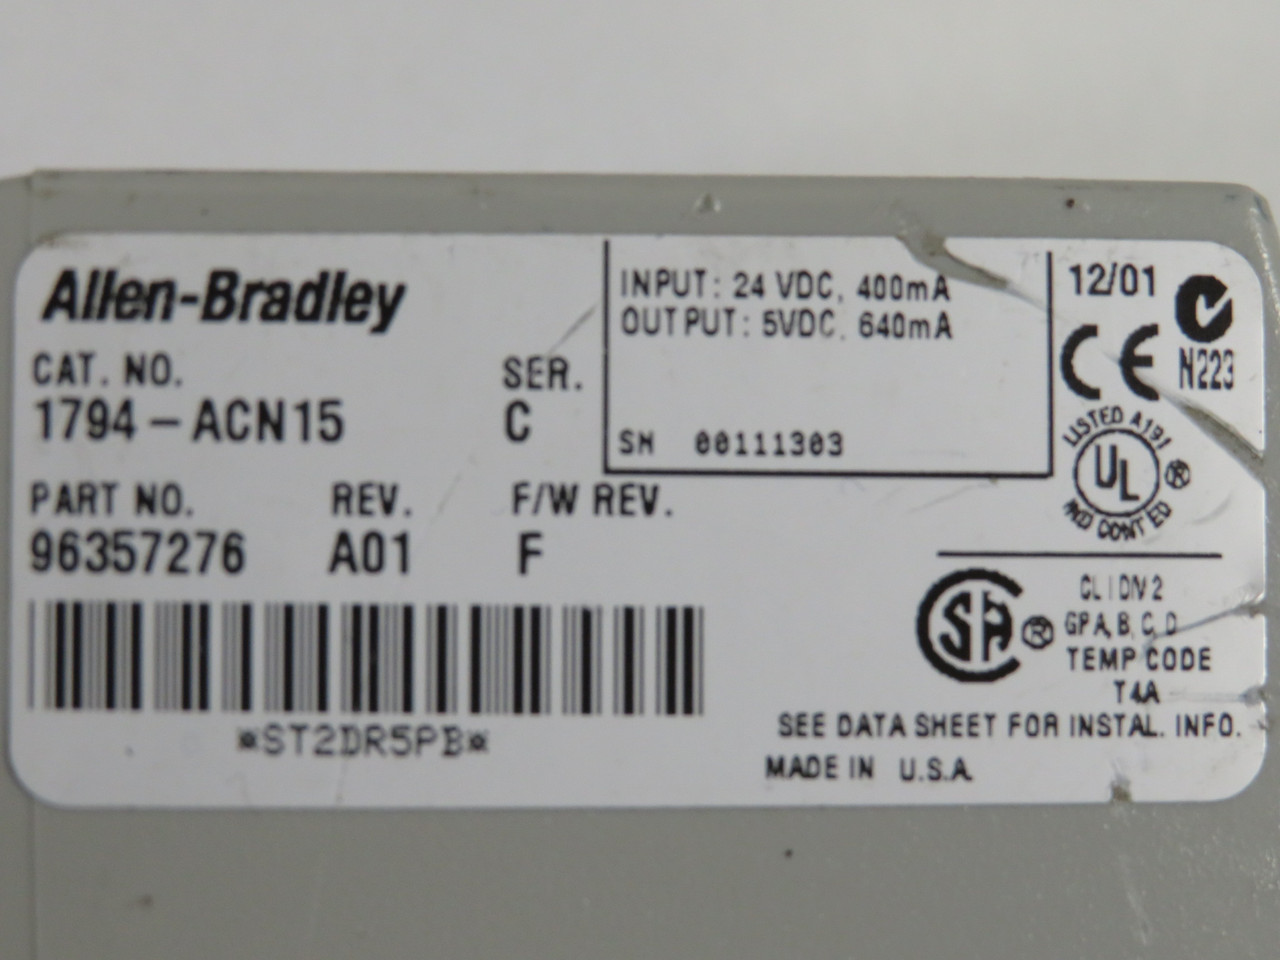 Allen-Bradley
CAT. NO.
1794-ACN15
SER.
C
PART NO.
96357276
REV.
A01
F/W REV.
F
*ST2DR5PB*
INPUT: 24 VDC, 400mA
OUTPUT: 5VDC, 640mA
SN 00111303
12/01
CE
N223
LISTED A191
UL ®
IND CONT EQ
SA ®
CL I DIV 2
GP A, B, C, D
TEMP CODE
T4A
SEE DATA SHEET FOR INSTAL. INFO.
MADE IN U.S.A.